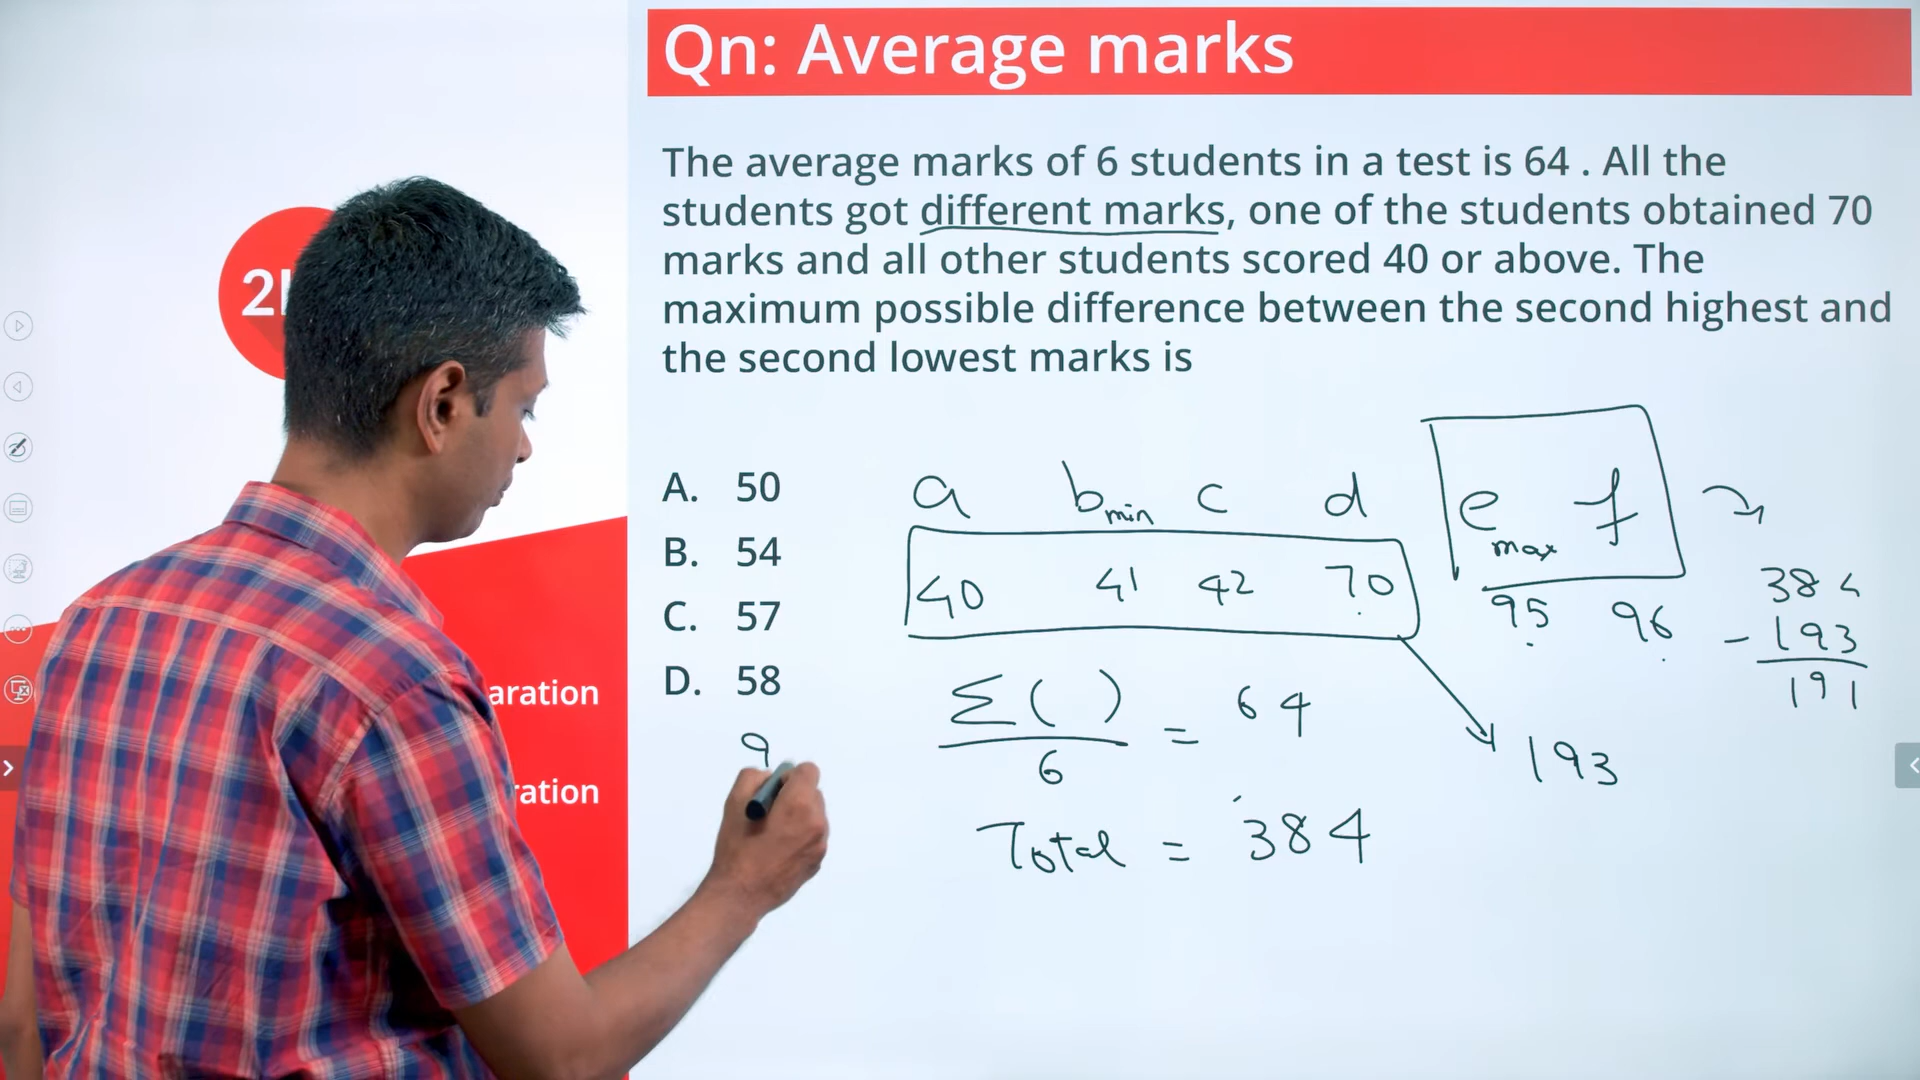 Qn: Average marks
The average marks of 6 students in a test is 64 . All the
students got different marks, one of the students obtained 70
marks and all other students scored 40 or above. The
maximum possible difference between the second highest and
the second lowest marks is
A. 50
B. 54
C. 57
D. 58
9
a b min c d e max f
40 41 42 70 95 96
384
- 193
191
Σ ( )
6
= 64
193
Total = 384
aration
ration